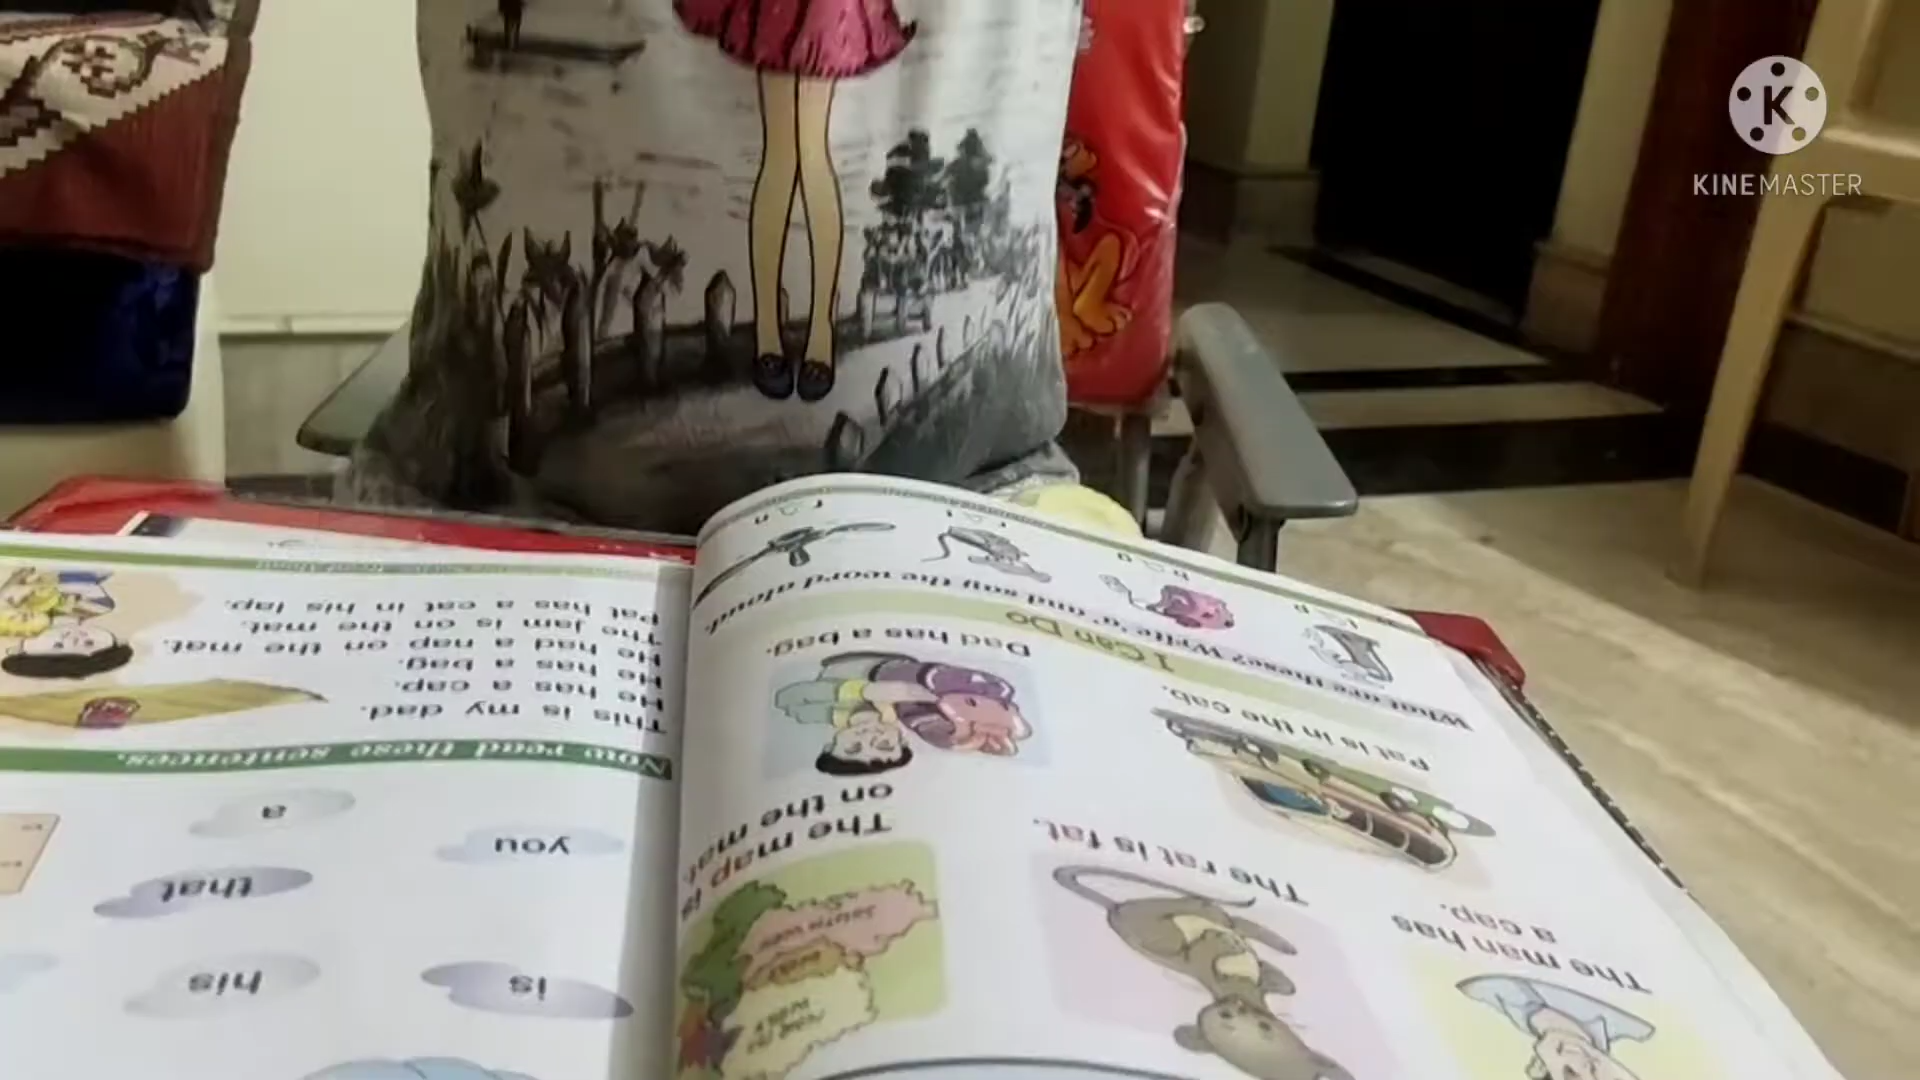 KINEMASTER
The man has
a cap.
The rat is fat.
The map is
on the mat.
Pat is in the cab.
Dad has a bag.
I Can Do
What are these? Write 'a' and say the word aloud.
is
his
that
you
a
Now read these sentences.
This is my dad.
He has a cap.
He has a bag.
He had a nap on the mat.
The jam is on the mat.
Pat has a cat in his lap.